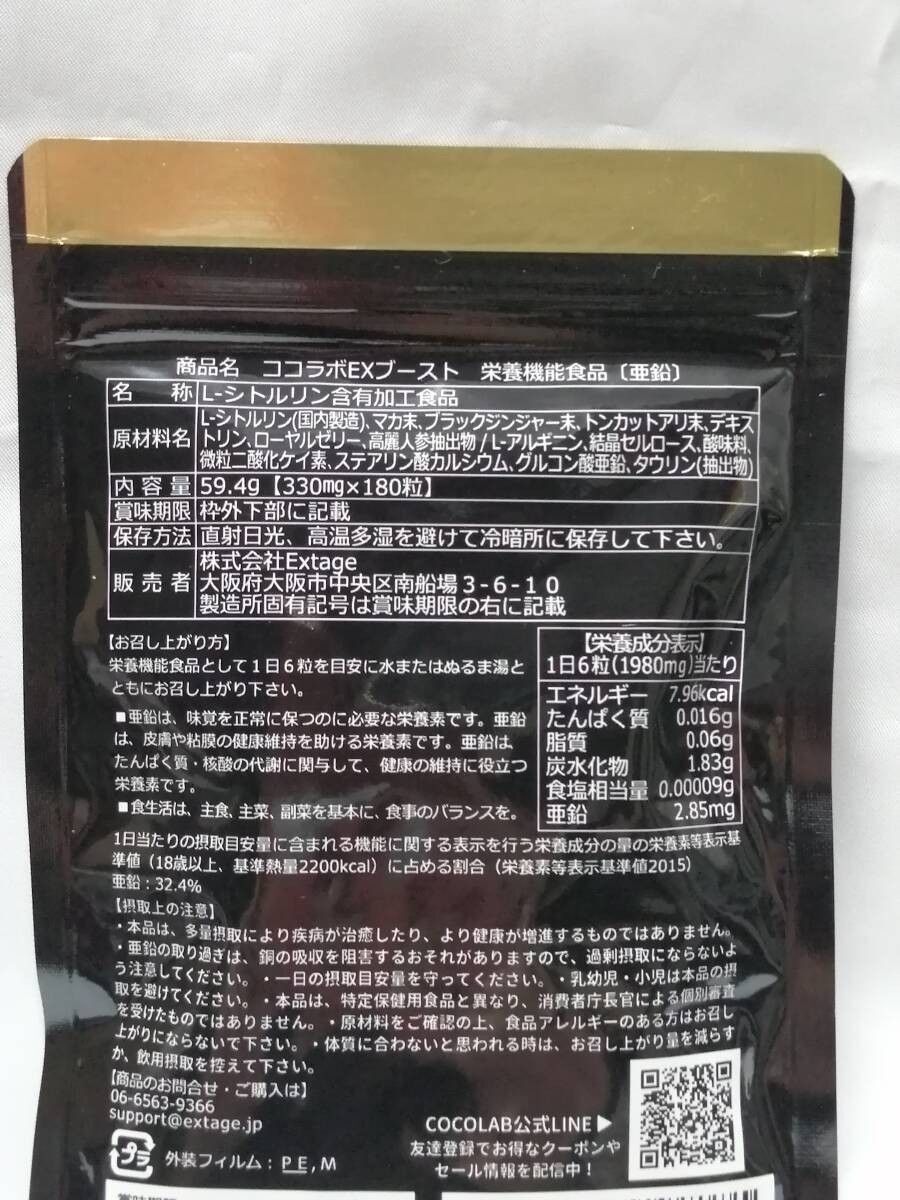 商品名 ココラボEXブースト 栄養機能食品〔亜鉛〕
名 称 L-シトルリン含有加工食品
原材料名 L-シトルリン(国内製造)、マカ末、ブラックジンジャー末、トンカットアリ末、デキス
トリン、ローヤルゼリー、高麗人参抽出物 / L-アルギニン、結晶セルロース、酸味料、
微粒二酸化ケイ素、ステアリン酸カルシウム、グルコン酸亜鉛、タウリン(抽出物)
内 容 量 59.4g【330mg×180粒】
賞味期限 枠外下部に記載
保存方法 直射日光、高温多湿を避けて冷暗所に保存して下さい。
販 売 者 株式会社Extage
大阪府大阪市中央区南船場3-6-10
製造所固有記号は賞味期限の右に記載
【お召し上がり方】
栄養機能食品として1日6粒を目安に水またはぬるま湯と
ともにお召し上がり下さい。
■亜鉛は、味覚を正常に保つのに必要な栄養素です。亜鉛
は、皮膚や粘膜の健康維持を助ける栄養素です。亜鉛は、
たんぱく質・核酸の代謝に関与して、健康の維持に役立つ
栄養素です。
■食生活は、主食、主菜、副菜を基本に、食事のバランスを。
【栄養成分表示】
1日6粒(1980mg)当たり
エネルギー 7.96kcal
たんぱく質 0.016g
脂質 0.06g
炭水化物 1.83g
食塩相当量 0.00009g
亜鉛 2.85mg
1日当たりの摂取目安量に含まれる機能に関する表示を行う栄養成分の量の栄養素等表示基
準値（18歳以上、基準熱量2200kcal）に占める割合（栄養素等表示基準値2015）
亜鉛：32.4%
【摂取上の注意】
・本品は、多量摂取により疾病が治癒したり、より健康が増進するものではありません。
・亜鉛の取り過ぎは、銅の吸収を阻害するおそれがありますので、過剰摂取にならないよ
う注意してください。・一日の摂取目安量を守ってください。・乳幼児・小児は本品の摂
取を避けてください。・本品は、特定保健用食品と異なり、消費者庁長官による個別審査
を受けたものではありません。・原材料をご確認の上、食品アレルギーのある方はお召し
上がりにならないで下さい。・体質に合わないと思われる時は、お召し上がり量を減らす
か、飲用摂取を控えて下さい。
【商品のお問合せ・ご購入は】
06-6563-9366
support@extage.jp
COCOLAB公式LINE▶
友達登録でお得なクーポンや
セール情報を配信中！
プラ 外装フィルム：PE,M